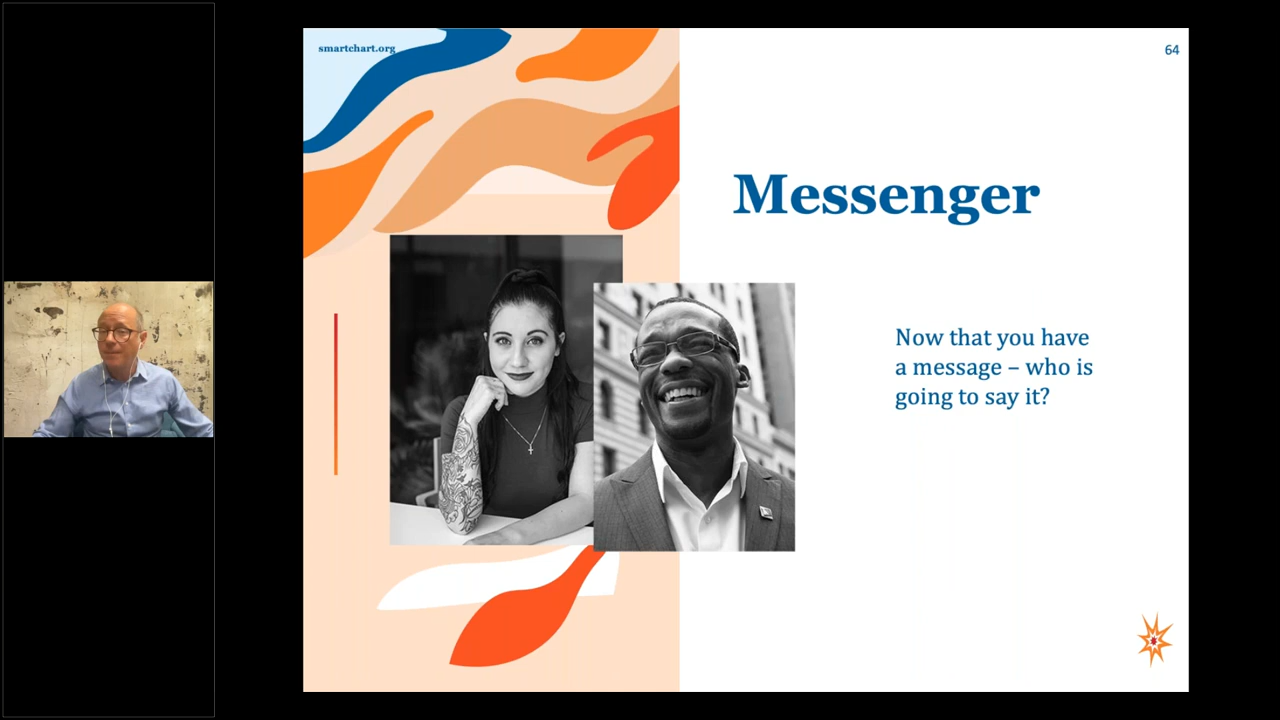 smartchart.org
64
Messenger
Now that you have
a message – who is
going to say it?